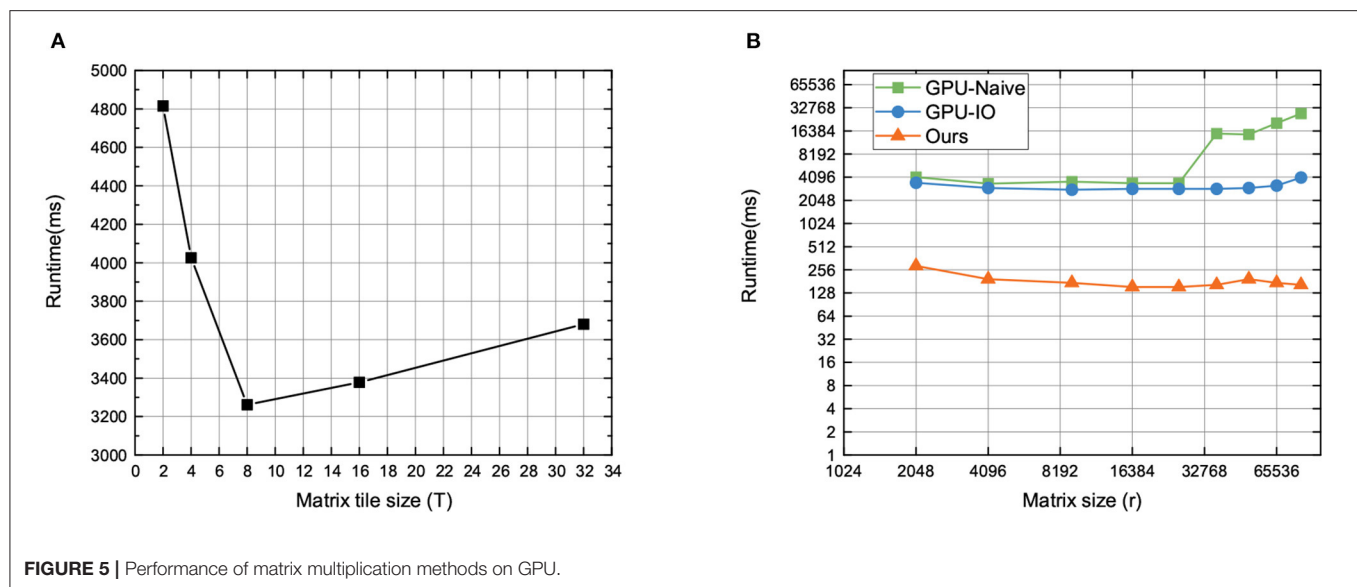 A
B
5000
4800
4600
4400
4200
4000
3800
3600
3400
3200
3000
Runtime(ms)
0 2 4 6 8 10 12 14 16 18 20 22 24 26 28 30 32 34
Matrix tile size (T)
65536
32768
16384
8192
4096
2048
1024
512
256
128
64
32
16
8
4
2
1
Runtime(ms)
GPU-Naive
GPU-IO
Ours
1024 2048 4096 8192 16384 32768 65536
Matrix size (r)
FIGURE 5 | Performance of matrix multiplication methods on GPU.